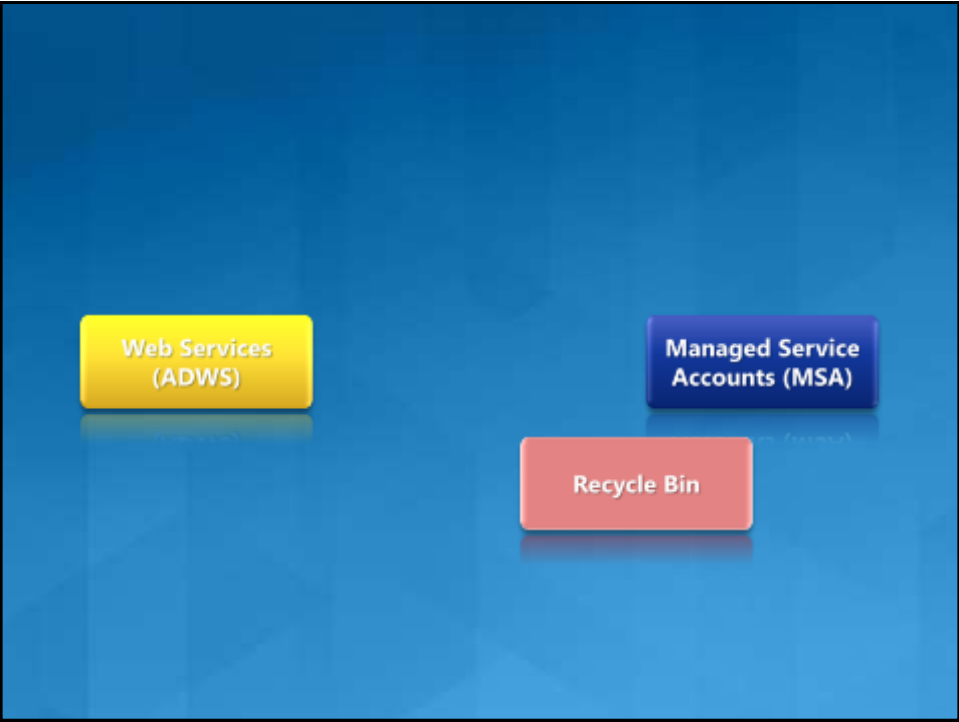 Web Services
(ADWS)
Managed Service
Accounts (MSA)
Recycle Bin